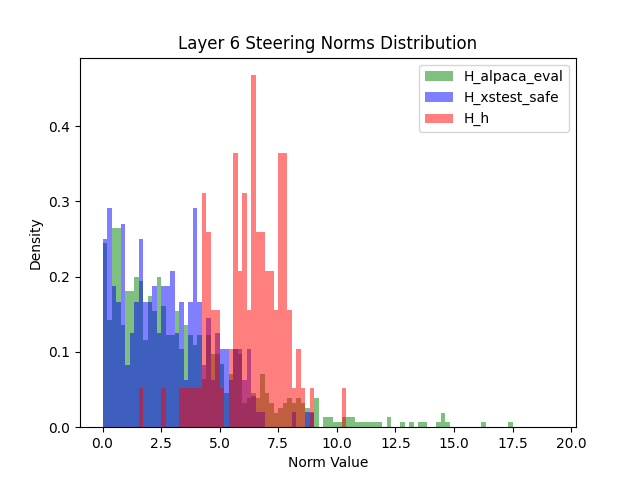 Layer 6 Steering Norms Distribution
H_alpaca_eval
H_xstest_safe
H_h
Density
0.4
0.3
0.2
0.1
0.0
0.0 2.5 5.0 7.5 10.0 12.5 15.0 17.5 20.0
Norm Value